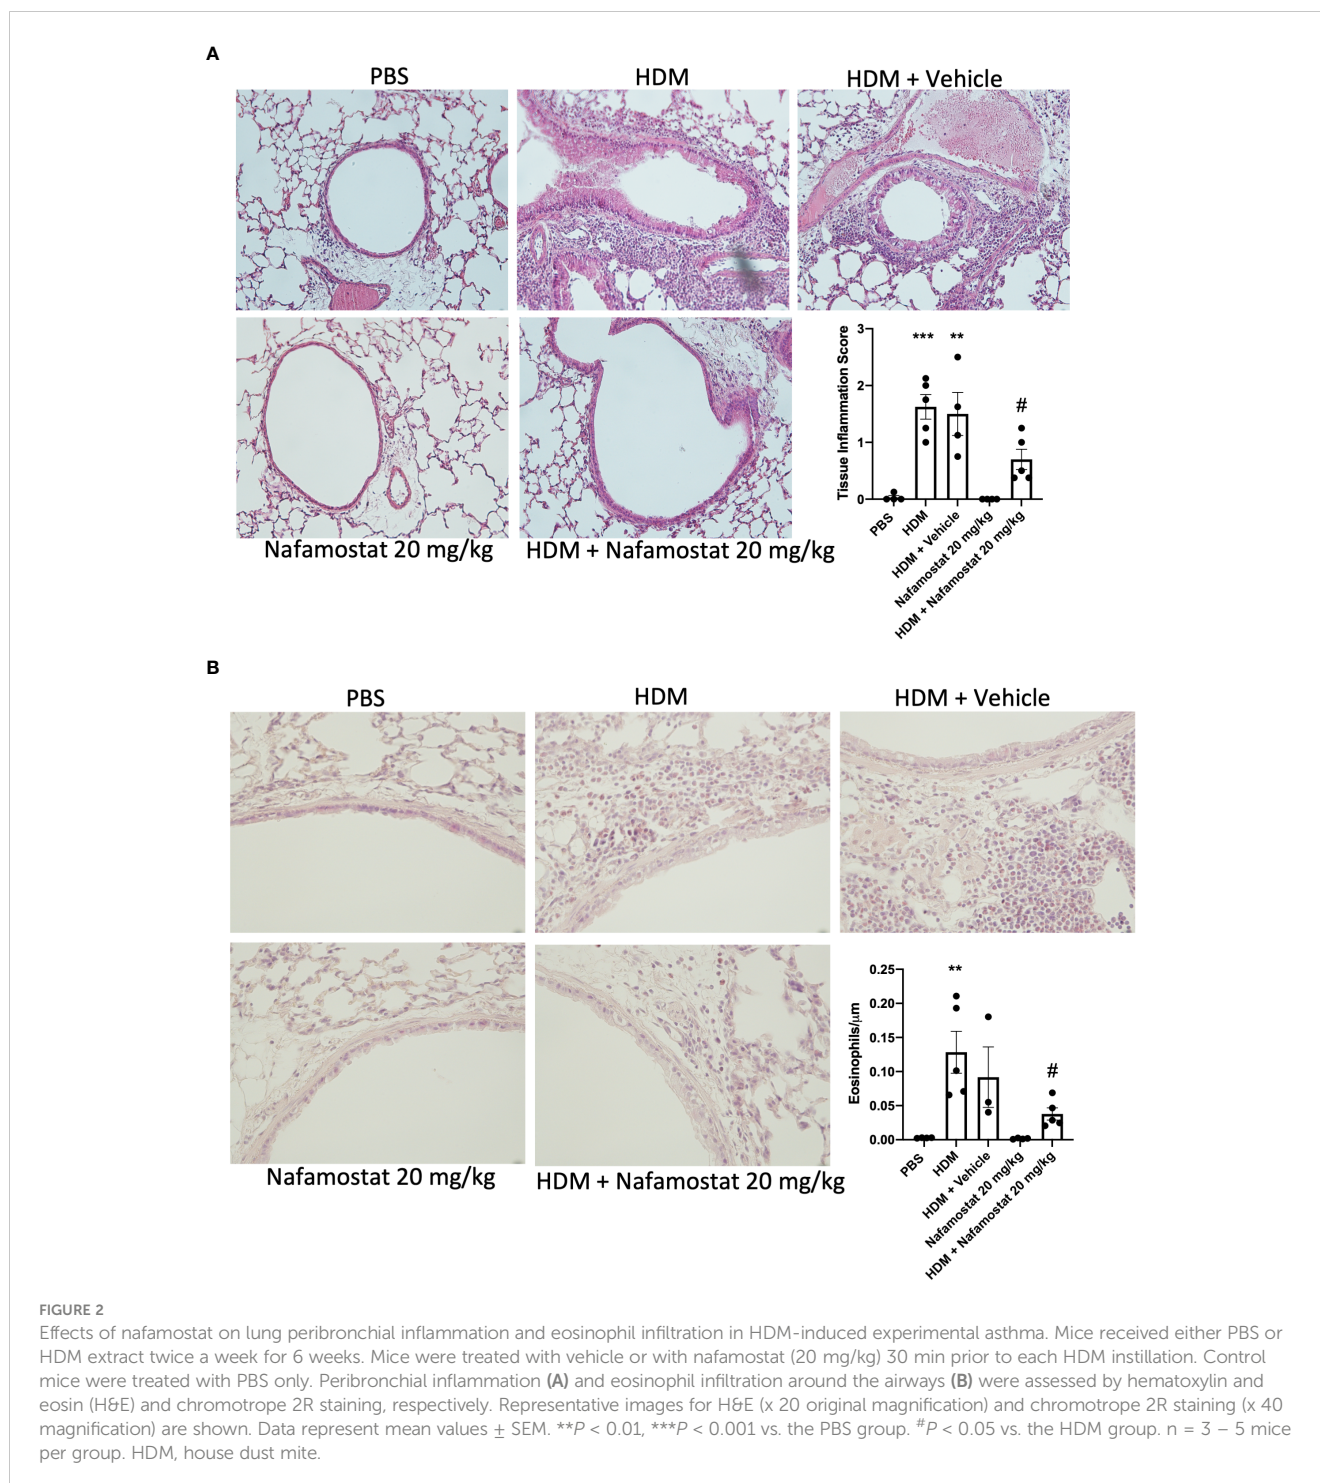 A
PBS
HDM
HDM + Vehicle
Nafamostat 20 mg/kg
HDM + Nafamostat 20 mg/kg
Tissue Inflammation Score
3
2
1
0
***
**
#
PBS
HDM
HDM + Vehicle
Nafamostat 20 mg/kg
HDM + Nafamostat 20 mg/kg
B
PBS
HDM
HDM + Vehicle
Nafamostat 20 mg/kg
HDM + Nafamostat 20 mg/kg
Eosinophils/μm
0.25
0.20
0.15
0.10
0.05
0.00
**
#
PBS
HDM
HDM + Vehicle
Nafamostat 20 mg/kg
HDM + Nafamostat 20 mg/kg
FIGURE 2
Effects of nafamostat on lung peribronchial inflammation and eosinophil infiltration in HDM-induced experimental asthma. Mice received either PBS or
HDM extract twice a week for 6 weeks. Mice were treated with vehicle or with nafamostat (20 mg/kg) 30 min prior to each HDM instillation. Control
mice were treated with PBS only. Peribronchial inflammation (A) and eosinophil infiltration around the airways (B) were assessed by hematoxylin and
eosin (H&E) and chromotrope 2R staining, respectively. Representative images for H&E (x 20 original magnification) and chromotrope 2R staining (x 40
magnification) are shown. Data represent mean values ± SEM. **P < 0.01, ***P < 0.001 vs. the PBS group. #P < 0.05 vs. the HDM group. n = 3 – 5 mice
per group. HDM, house dust mite.